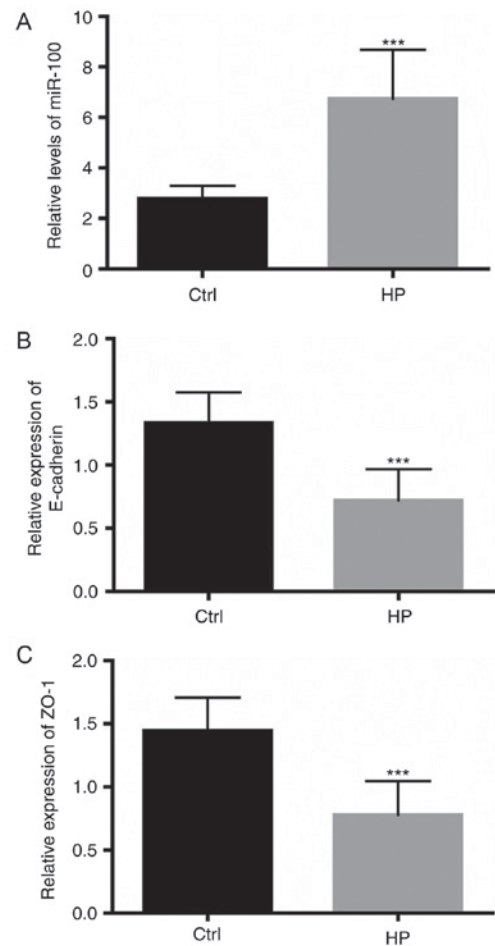 A
Relative levels of miR-100
10
8
6
4
2
0
***
Ctrl
HP
B
Relative expression of
E-cadherin
2.0
1.5
1.0
0.5
0.0
***
Ctrl
HP
C
Relative expression of ZO-1
2.0
1.5
1.0
0.5
0.0
***
Ctrl
HP